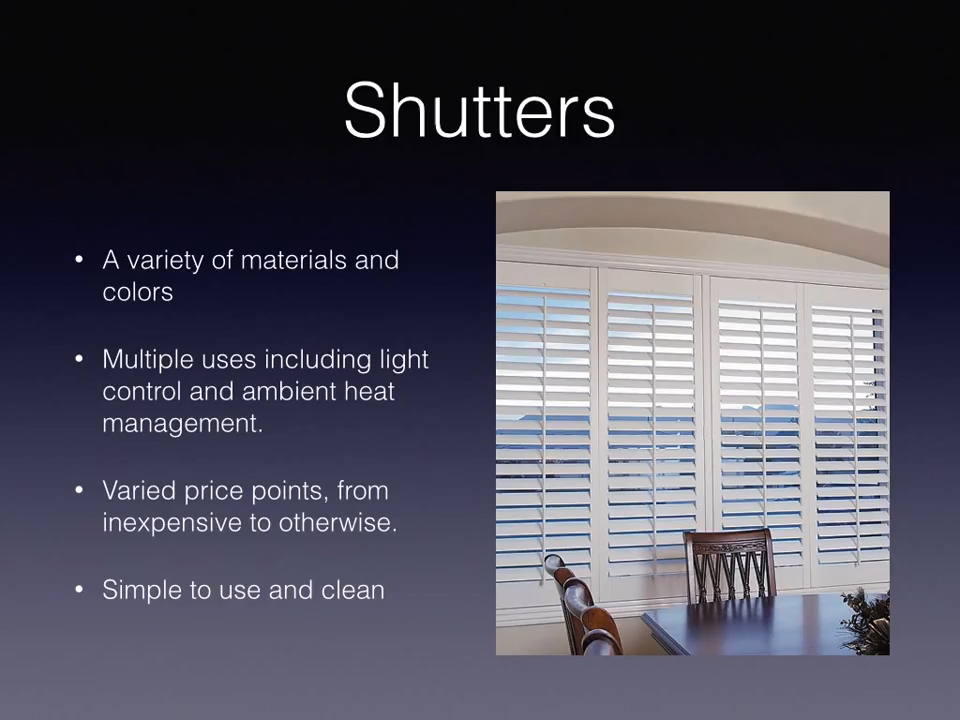 Shutters
• A variety of materials and
colors
• Multiple uses including light
control and ambient heat
management.
• Varied price points, from
inexpensive to otherwise.
• Simple to use and clean